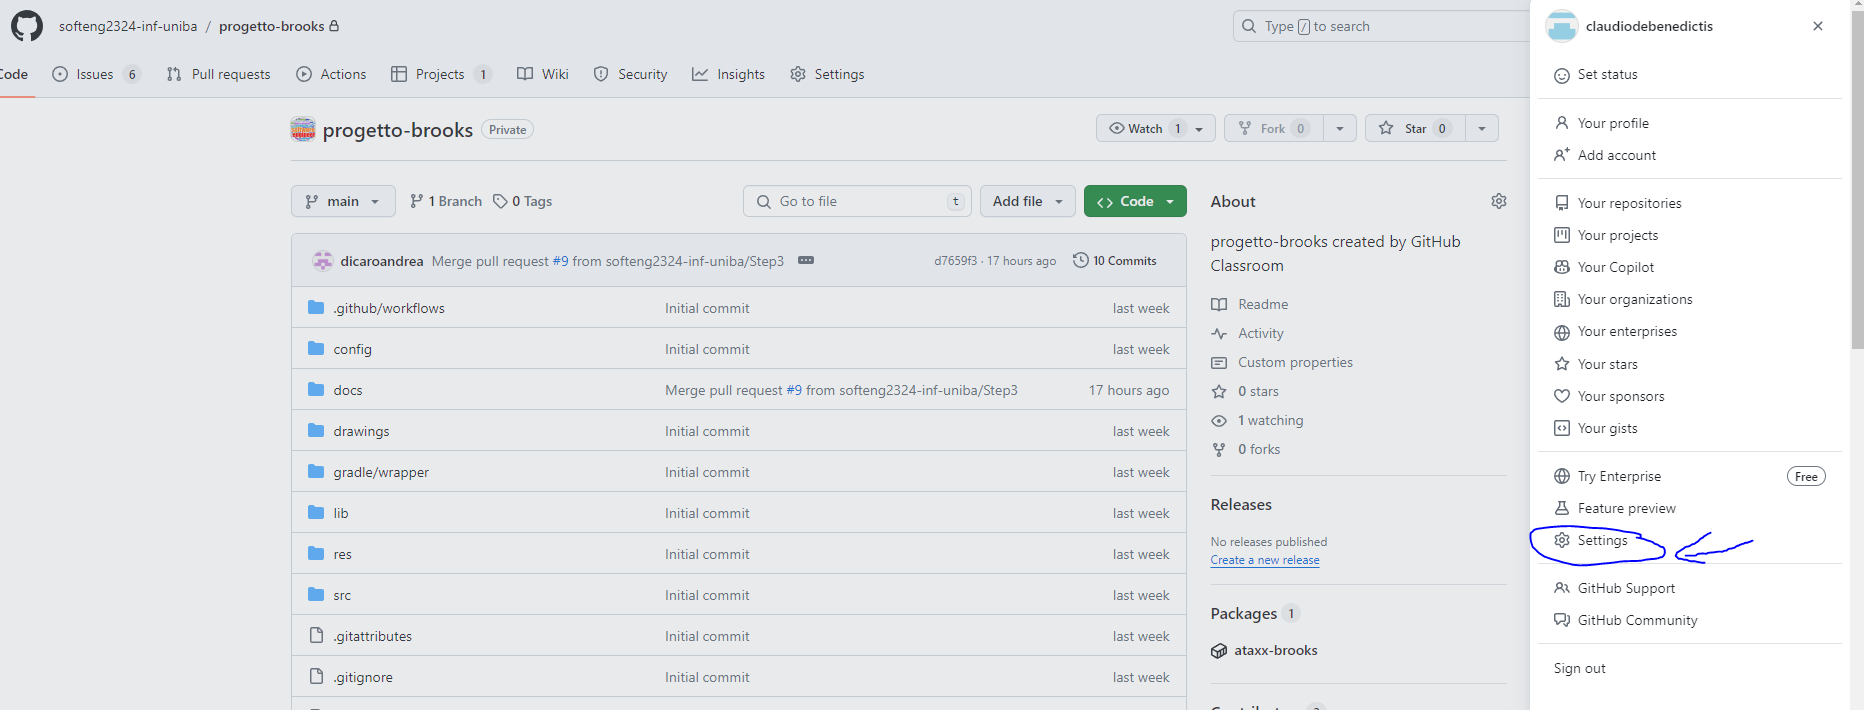 softeng2324-inf-uniba / progetto-brooks
Type / to search
claudiodebenedictis
Code Issues 6 Pull requests Actions Projects 1 Wiki Security Insights Settings
Set status
progetto-brooks Private
Watch 1 Fork 0 Star 0
Your profile
Add account
main 1 Branch 0 Tags Go to file t Add file Code
About
progetto-brooks created by GitHub
Classroom
Readme
Activity
Custom properties
0 stars
1 watching
0 forks
Releases
No releases published
Create a new release
Packages 1
ataxx-brooks
dicaroandrea Merge pull request #9 from softeng2324-inf-uniba/Step3 d7659f3 · 17 hours ago 10 Commits
.github/workflows Initial commit last week
config Initial commit last week
docs Merge pull request #9 from softeng2324-inf-uniba/Step3 17 hours ago
drawings Initial commit last week
gradle/wrapper Initial commit last week
lib Initial commit last week
res Initial commit last week
src Initial commit last week
.gitattributes Initial commit last week
.gitignore Initial commit last week
Your repositories
Your projects
Your Copilot
Your organizations
Your enterprises
Your stars
Your sponsors
Your gists
Try Enterprise Free
Feature preview
Settings
GitHub Support
GitHub Community
Sign out